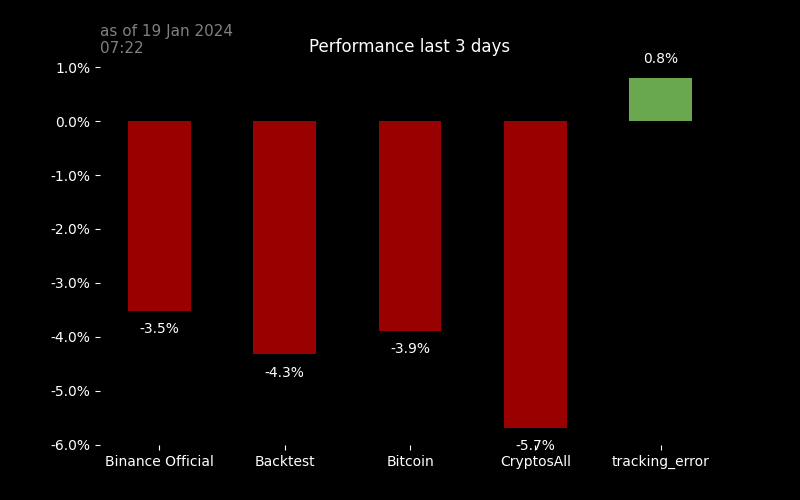 as of 19 Jan 2024
07:22
Performance last 3 days
0.8%
1.0%
0.0%
-1.0%
-2.0%
-3.0%
-4.0%
-5.0%
-6.0%
-3.5%
-4.3%
-3.9%
-5.7%
Binance Official
Backtest
Bitcoin
CryptosAll
tracking_error